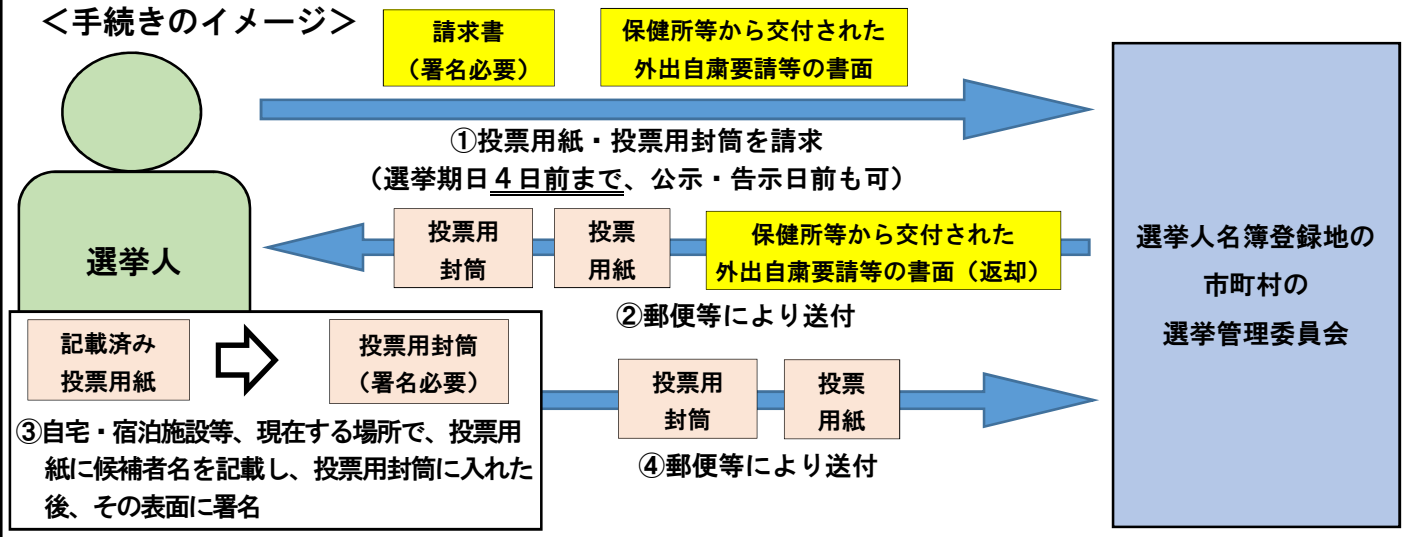 ＜手続きのイメージ＞
請求書
（署名必要）
保健所等から交付された
外出自粛要請等の書面
①投票用紙・投票用封筒を請求
（選挙期日４日前まで、公示・告示日前も可）
選挙人
投票用
封筒
投票
用紙
保健所等から交付された
外出自粛要請等の書面（返却）
②郵便等により送付
選挙人名簿登録地の
市町村の
選挙管理委員会
記載済み
投票用紙
投票用封筒
（署名必要）
③自宅・宿泊施設等、現在する場所で、投票用
紙に候補者名を記載し、投票用封筒に入れた
後、その表面に署名
投票用
封筒
投票
用紙
④郵便等により送付